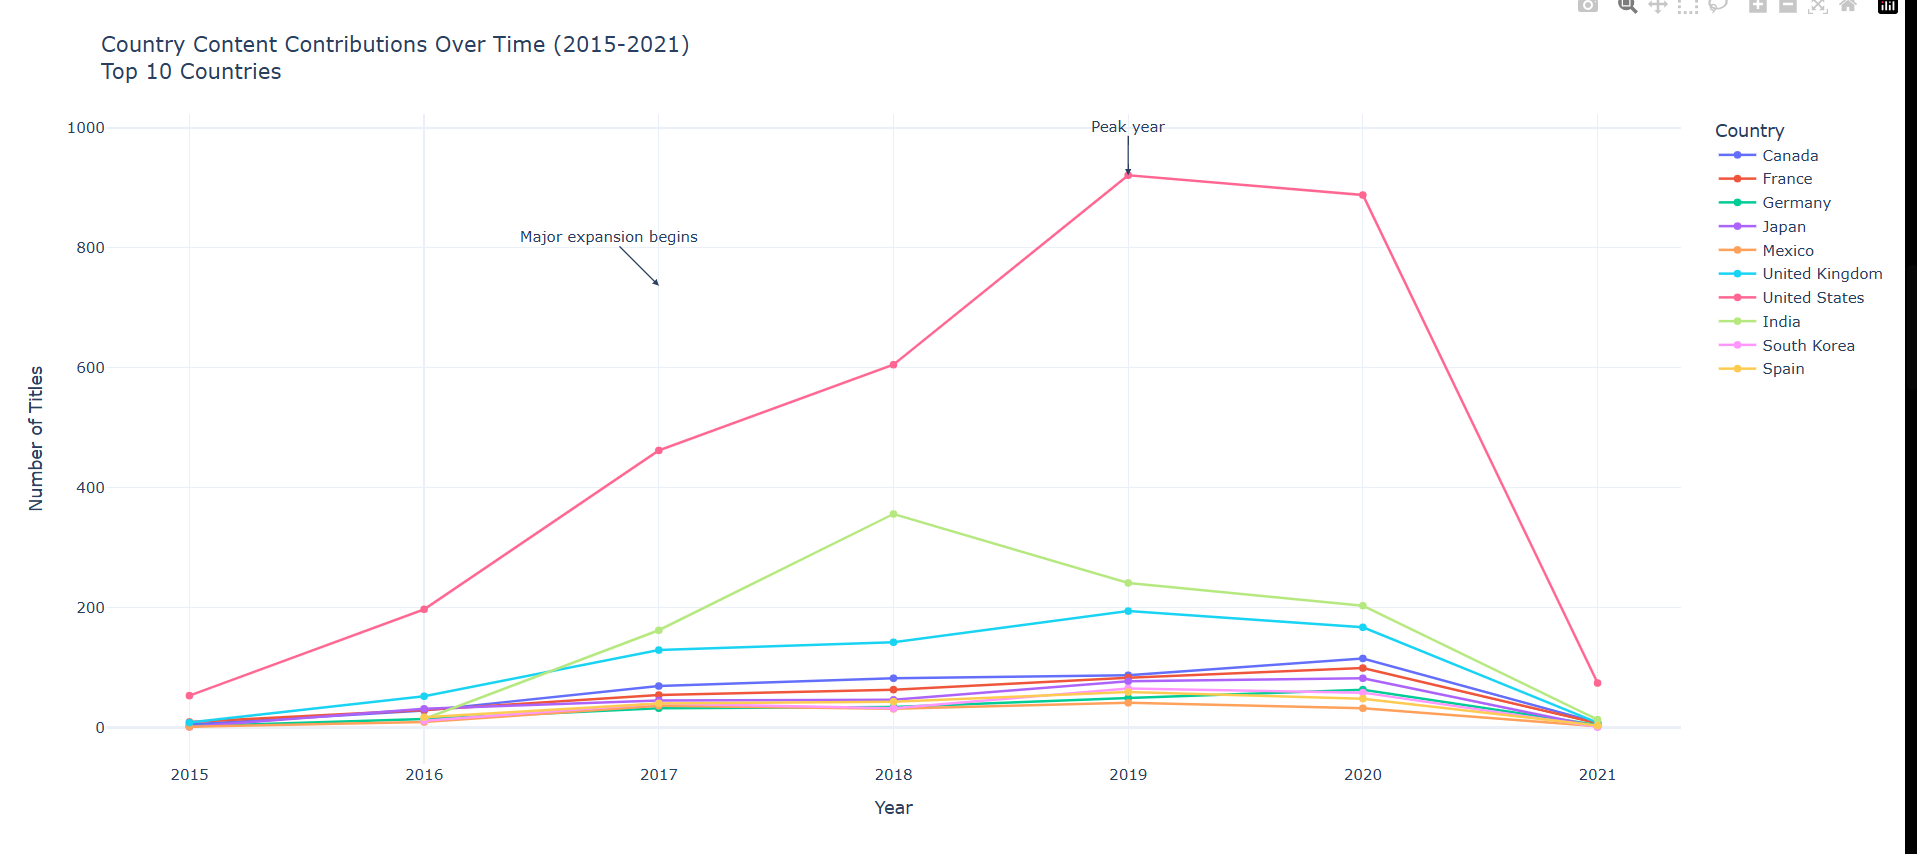 Country Content Contributions Over Time (2015-2021)
Top 10 Countries
Number of Titles
1000
800
600
400
200
0
Major expansion begins
Peak year
2015
2016
2017
2018
2019
2020
2021
Year
Country
Canada
France
Germany
Japan
Mexico
United Kingdom
United States
India
South Korea
Spain